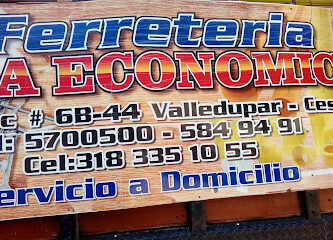 Ferreteria
A ECONOMIC
c # 6B-44 Valledupar - Ces
l: 5700500 - 584 94 91
Cel:318 335 10 55
ervicio a Domicilio